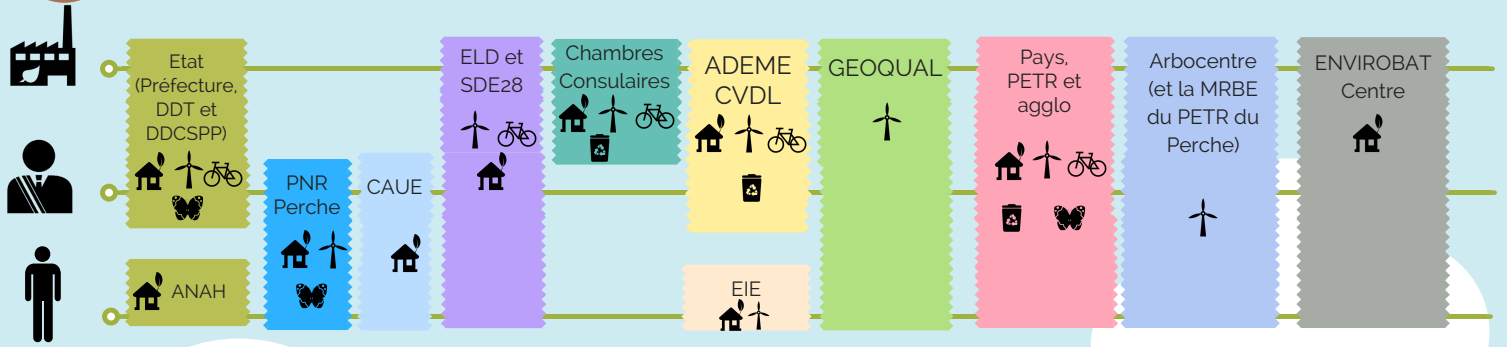 Etat
(Préfecture,
DDT et
DDCSPP)
ANAH
PNR
Perche
CAUE
ELD et
SDE28
Chambres
Consulaires
ADEME
CVDL
EIE
GEOQUAL
Pays,
PETR et
agglo
Arbocentre
(et la MRBE
du PETR du
Perche)
ENVIROBAT
Centre